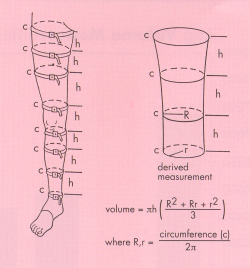 c
h
c
h
c
h
c
h
c
h
c
h
c
h
c
c
h
c
h
R
c
h
c
r
derived
measurement
volume = πh ( R² + Rr + r² / 3 )
where R,r = circumference (c) / 2π